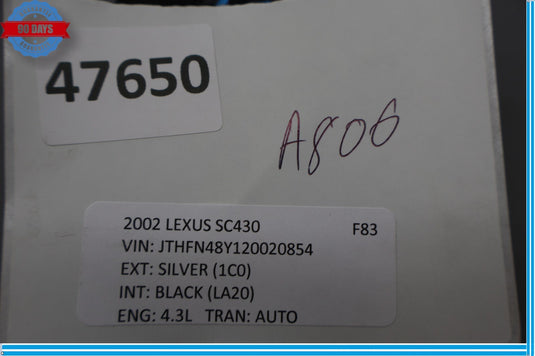 90 DAYS
47650
A806
2002 LEXUS SC430 F83
VIN: JTHFN48Y120020854
EXT: SILVER (1C0)
INT: BLACK (LA20)
ENG: 4.3L TRAN: AUTO